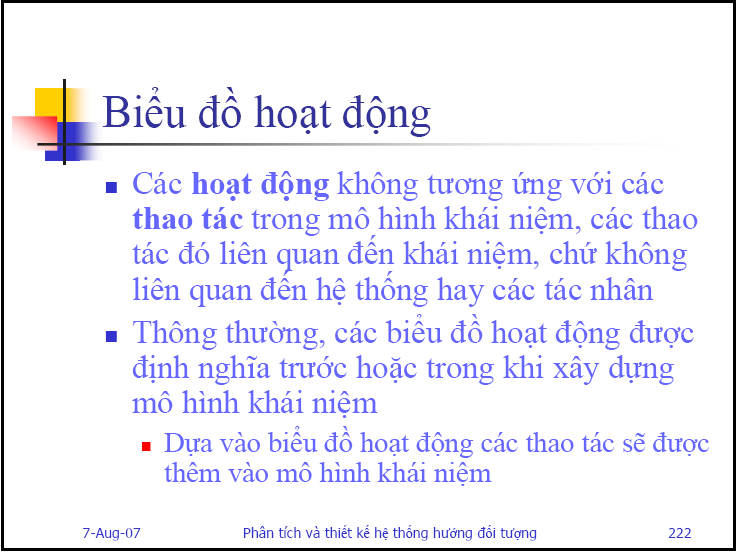 Biểu đồ hoạt động
Các hoạt động không tương ứng với các
thao tác trong mô hình khái niệm, các thao
tác đó liên quan đến khái niệm, chứ không
liên quan đến hệ thống hay các tác nhân
Thông thường, các biểu đồ hoạt động được
định nghĩa trước hoặc trong khi xây dựng
mô hình khái niệm
Dựa vào biểu đồ hoạt động các thao tác sẽ được
thêm vào mô hình khái niệm
7-Aug-07 Phân tích và thiết kế hệ thống hướng đối tượng 222